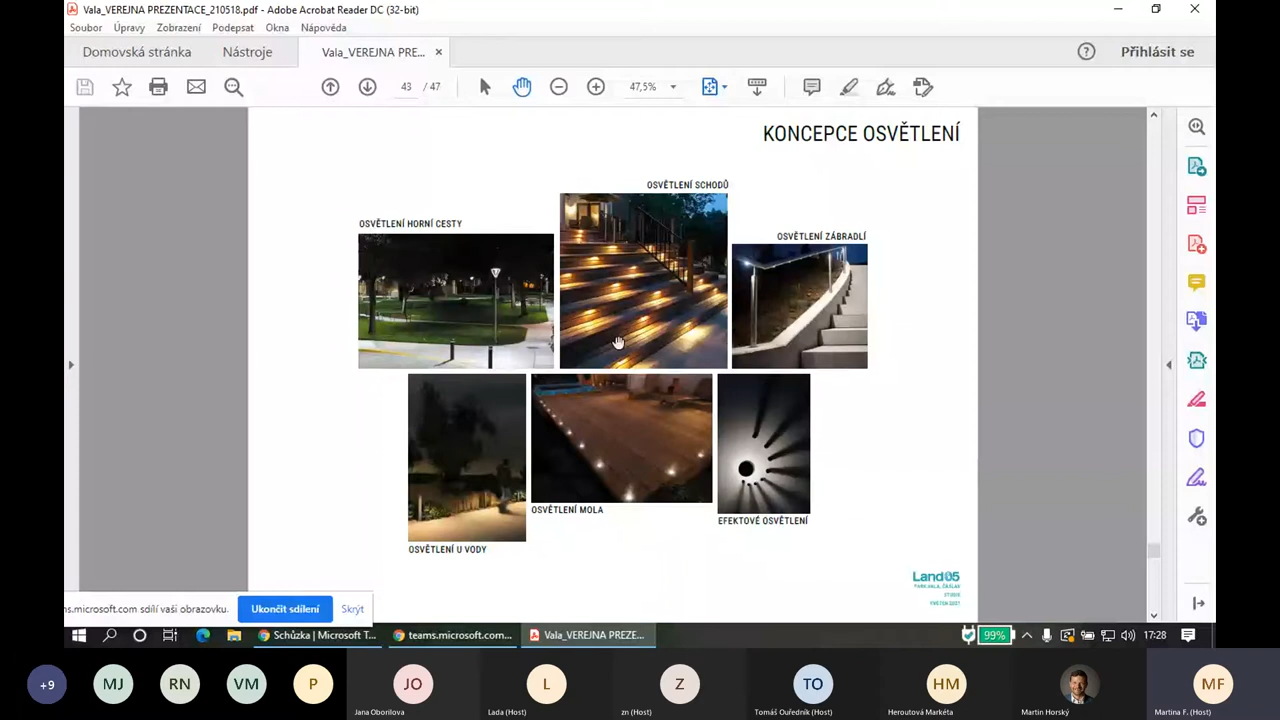 Vala_VEREJNA PREZENTACE_210518.pdf - Adobe Acrobat Reader DC (32-bit)
Soubor Úpravy Zobrazení Podepsat Okna Nápověda
Domovská stránka Nástroje Vala_VEREJNA PRE... × Přihlásit se
43 / 47 47,5%
KONCEPCE OSVĚTLENÍ
OSVĚTLENÍ SCHODŮ
OSVĚTLENÍ HORNÍ CESTY
OSVĚTLENÍ ZÁBRADLÍ
OSVĚTLENÍ MOLA
EFEKTOVÉ OSVĚTLENÍ
OSVĚTLENÍ U VODY
Land05
STUDIE
KVĚTEN 2021
ms.microsoft.com sdílí vaši obrazovku. Ukončit sdílení Skrýt
Schůzka | Microsoft T... teams.microsoft.com... Vala_VEREJNA PREZE... 99% 17:28
+9 MJ RN VM P JO L Z TO HM MF
Jana Oborilova Lada (Host) zn (Host) Tomáš Ouředník (Host) Heroutová Markéta Martin Horský Martina F. (Host)